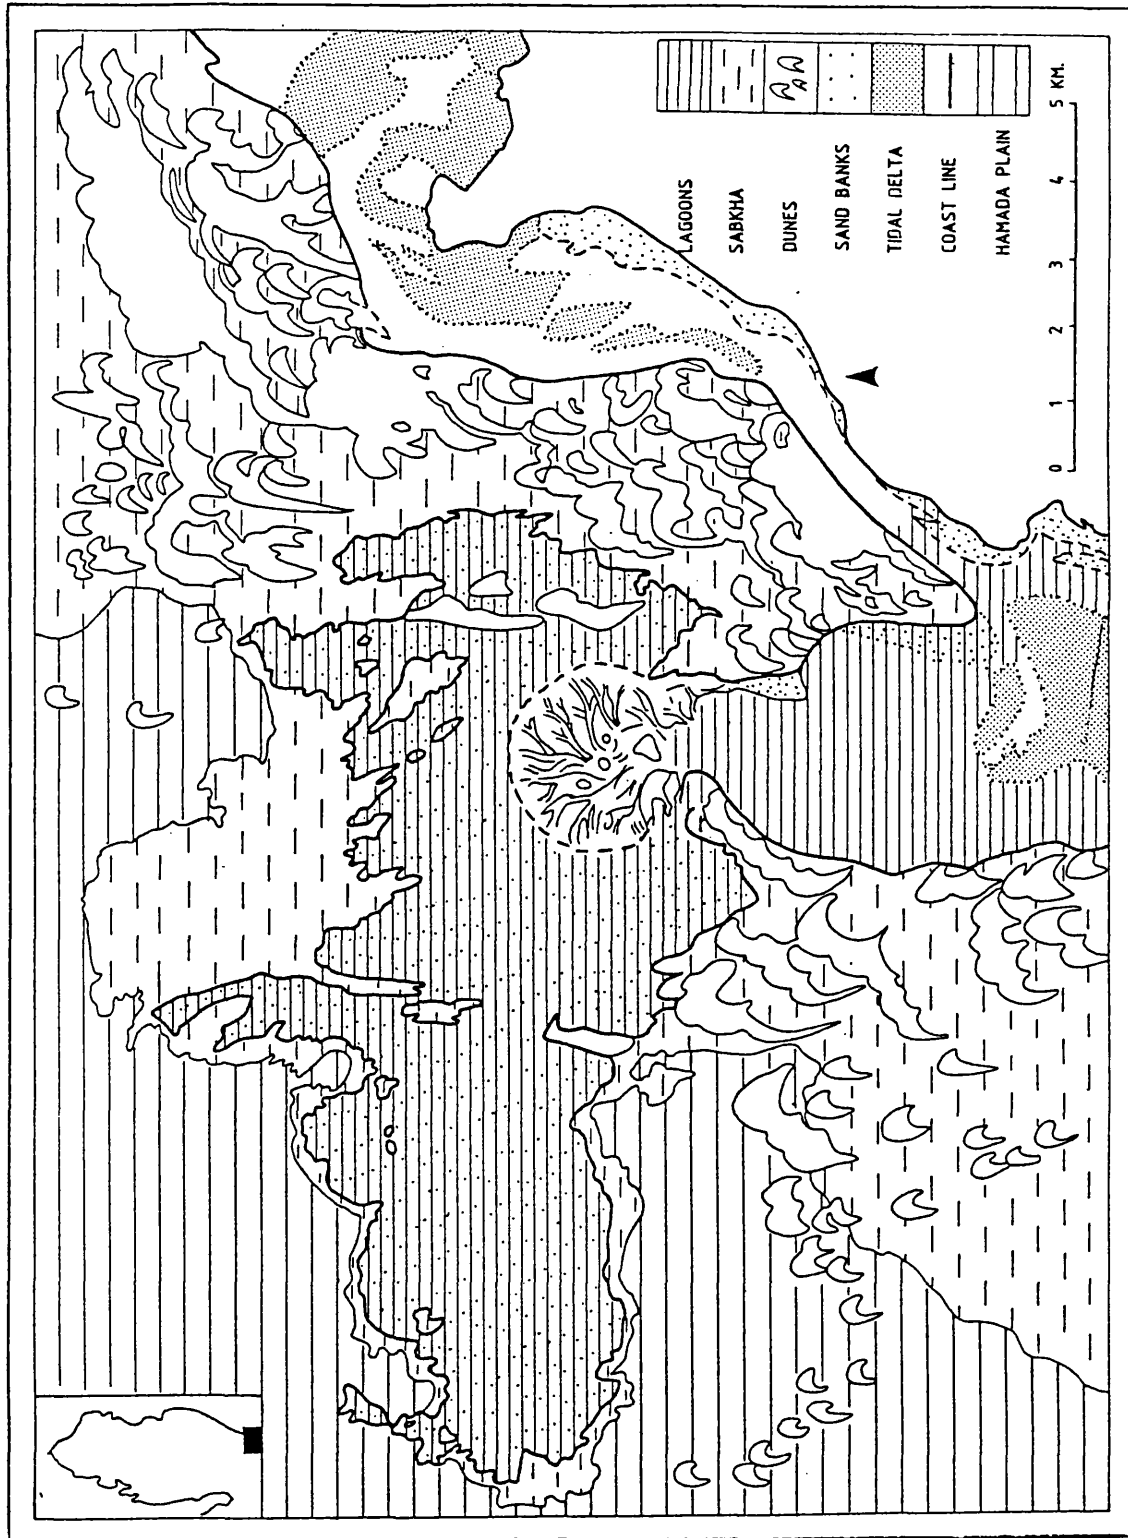 LAGOONS
SABKHA
DUNES
SAND BANKS
TIDAL DELTA
COAST LINE
HAMADA PLAIN
0 1 2 3 4 5 KM.